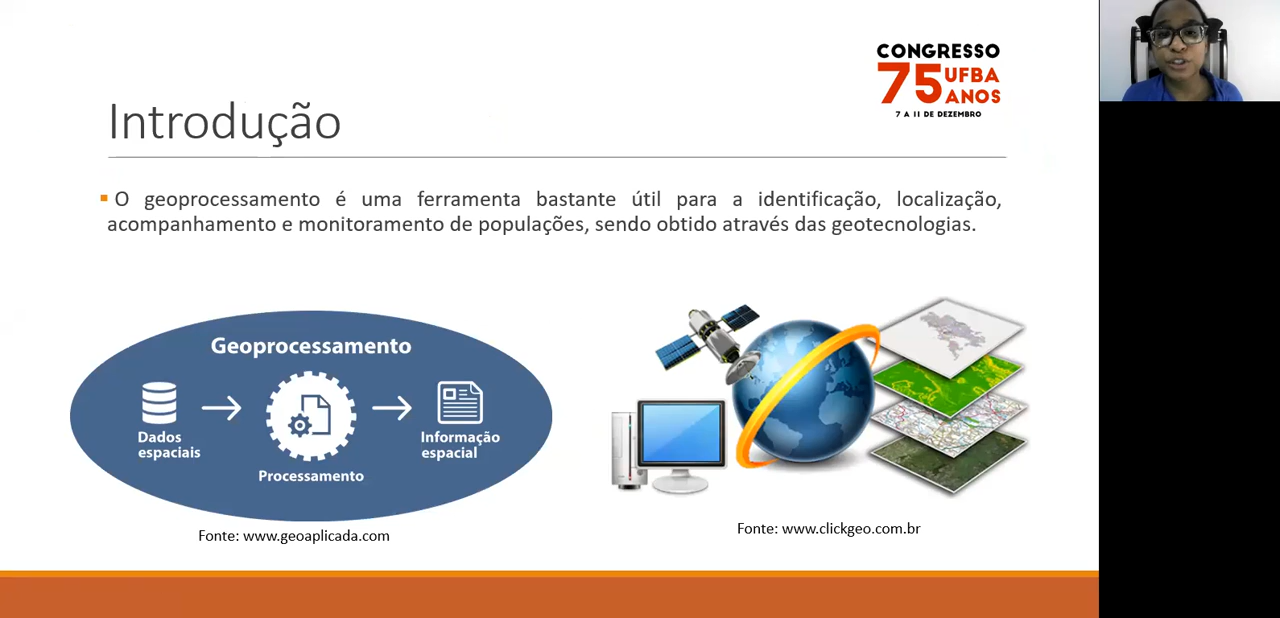 CONGRESSO
75 UFBA
ANOS
7 A 11 DE DEZEMBRO
Introdução
O geoprocessamento é uma ferramenta bastante útil para a identificação, localização,
acompanhamento e monitoramento de populações, sendo obtido através das geotecnologias.
Geoprocessamento
Dados
espaciais
Processamento
Informação
espacial
Fonte: www.geoaplicada.com
Fonte: www.clickgeo.com.br